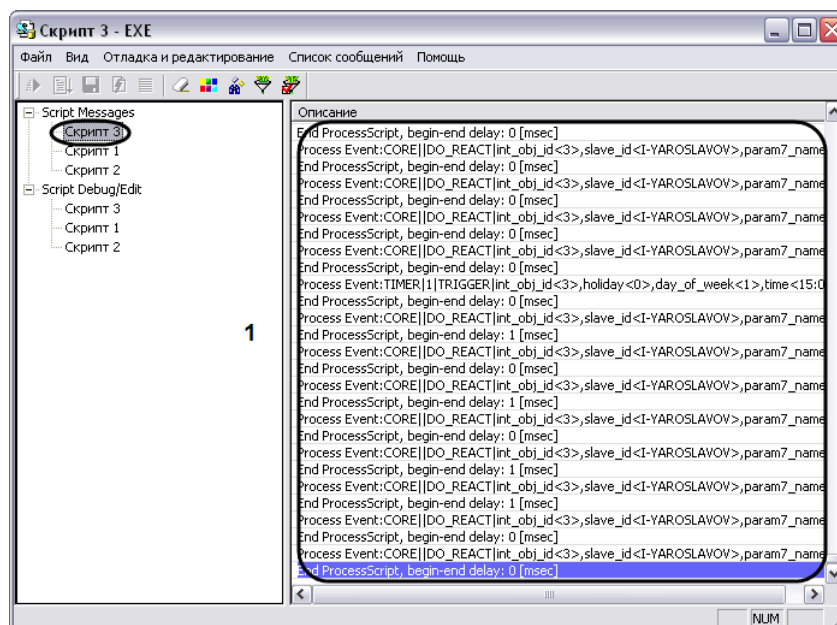 Скрипт 3 - EXE
Файл Вид Отладка и редактирование Список сообщений Помощь
Script Messages
Скрипт 3
Скрипт 1
Скрипт 2
Script Debug/Edit
Скрипт 3
Скрипт 1
Скрипт 2
1
Описание
End ProcessScript, begin-end delay: 0 [msec]
Process Event:CORE||DO_REACT|int_obj_id<3>,slave_id<I-YAROSLAVOV>,param7_name
End ProcessScript, begin-end delay: 0 [msec]
Process Event:CORE||DO_REACT|int_obj_id<3>,slave_id<I-YAROSLAVOV>,param7_name
End ProcessScript, begin-end delay: 0 [msec]
Process Event:CORE||DO_REACT|int_obj_id<3>,slave_id<I-YAROSLAVOV>,param7_name
End ProcessScript, begin-end delay: 0 [msec]
Process Event:CORE||DO_REACT|int_obj_id<3>,slave_id<I-YAROSLAVOV>,param7_name
End ProcessScript, begin-end delay: 0 [msec]
Process Event:TIMER|1|TRIGGER|int_obj_id<3>,holiday<0>,day_of_week<1>,time<15:0
End ProcessScript, begin-end delay: 0 [msec]
Process Event:CORE||DO_REACT|int_obj_id<3>,slave_id<I-YAROSLAVOV>,param7_name
End ProcessScript, begin-end delay: 1 [msec]
Process Event:CORE||DO_REACT|int_obj_id<3>,slave_id<I-YAROSLAVOV>,param7_name
End ProcessScript, begin-end delay: 0 [msec]
Process Event:CORE||DO_REACT|int_obj_id<3>,slave_id<I-YAROSLAVOV>,param7_name
End ProcessScript, begin-end delay: 1 [msec]
Process Event:CORE||DO_REACT|int_obj_id<3>,slave_id<I-YAROSLAVOV>,param7_name
End ProcessScript, begin-end delay: 0 [msec]
Process Event:CORE||DO_REACT|int_obj_id<3>,slave_id<I-YAROSLAVOV>,param7_name
End ProcessScript, begin-end delay: 1 [msec]
Process Event:CORE||DO_REACT|int_obj_id<3>,slave_id<I-YAROSLAVOV>,param7_name
End ProcessScript, begin-end delay: 1 [msec]
Process Event:CORE||DO_REACT|int_obj_id<3>,slave_id<I-YAROSLAVOV>,param7_name
End ProcessScript, begin-end delay: 0 [msec]
Process Event:CORE||DO_REACT|int_obj_id<3>,slave_id<I-YAROSLAVOV>,param7_name
End ProcessScript, begin-end delay: 0 [msec]
NUM